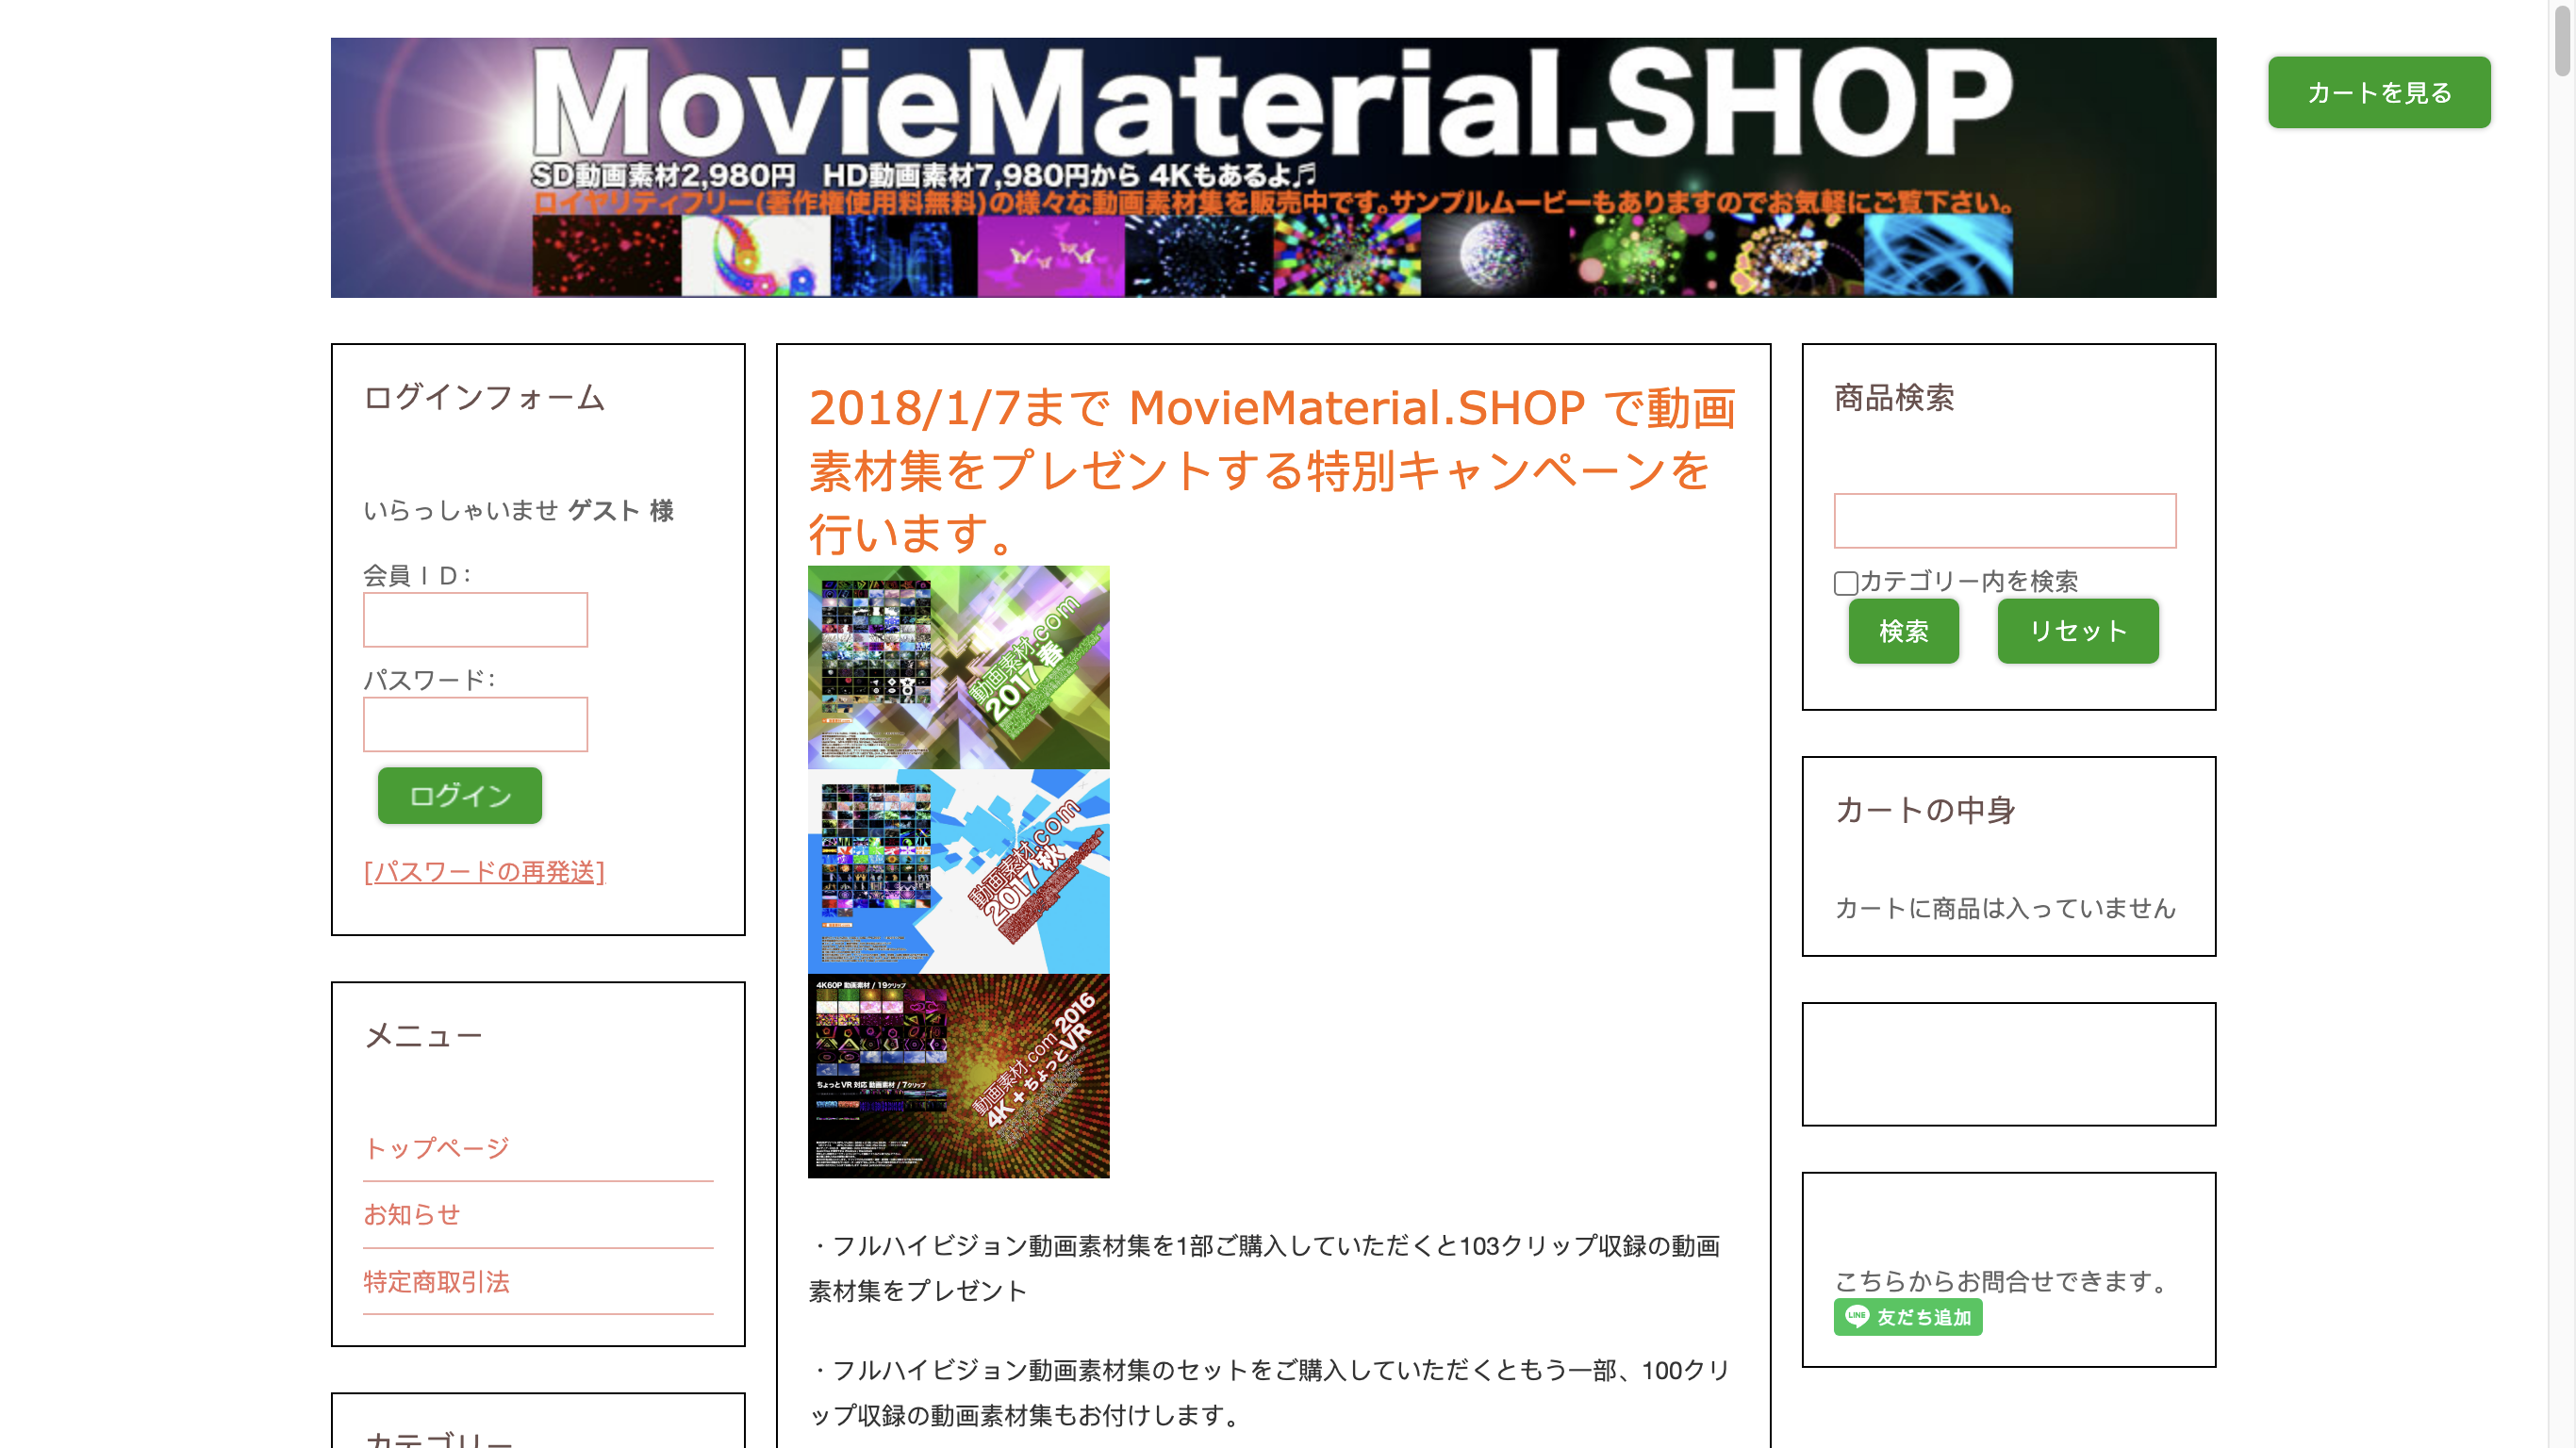 MovieMaterial.SHOP
SD動画素材2,980円　HD動画素材7,980円から 4Kもあるよ♬
ロイヤリティフリー(著作権使用料無料)の様々な動画素材集を販売中です。サンプルムービーもありますのでお気軽にご覧下さい。
カートを見る
ログインフォーム
いらっしゃいませ ゲスト 様
会員ＩＤ：
パスワード：
ログイン
[パスワードの再発送]
メニュー
トップページ
お知らせ
特定商取引法
カテゴリー
2018/1/7まで MovieMaterial.SHOP で動画
素材集をプレゼントする特別キャンペーンを
行います。
動画素材.com
2017 春
動画素材.com
2017 秋
4K60P 動画素材 / 19クリップ
ちょっとVR 対応 動画素材 / 7クリップ
動画素材.com 2016
4K + ちょっとVR
・フルハイビジョン動画素材集を1部ご購入していただくと103クリップ収録の動画
素材集をプレゼント
・フルハイビジョン動画素材集のセットをご購入していただくともう一部、100クリ
ップ収録の動画素材集もお付けします。
商品検索
カテゴリー内を検索
検索
リセット
カートの中身
カートに商品は入っていません
こちらからお問合せできます。
LINE 友だち追加